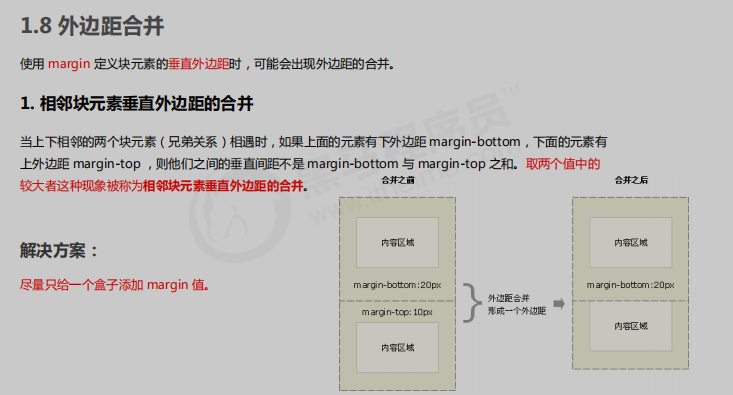 1.8 外边距合并
使用 margin 定义块元素的垂直外边距时，可能会出现外边距的合并。
1. 相邻块元素垂直外边距的合并
当上下相邻的两个块元素（兄弟关系）相遇时，如果上面的元素有下外边距 margin-bottom，下面的元素有
上外边距 margin-top ，则他们之间的垂直间距不是 margin-bottom 与 margin-top 之和。取两个值中的
较大者这种现象被称为相邻块元素垂直外边距的合并。
解决方案：
尽量只给一个盒子添加 margin 值。
合并之前
内容区域
margin-bottom:20px
margin-top:10px
内容区域
外边距合并
形成一个外边距
合并之后
内容区域
margin-bottom:20px
内容区域